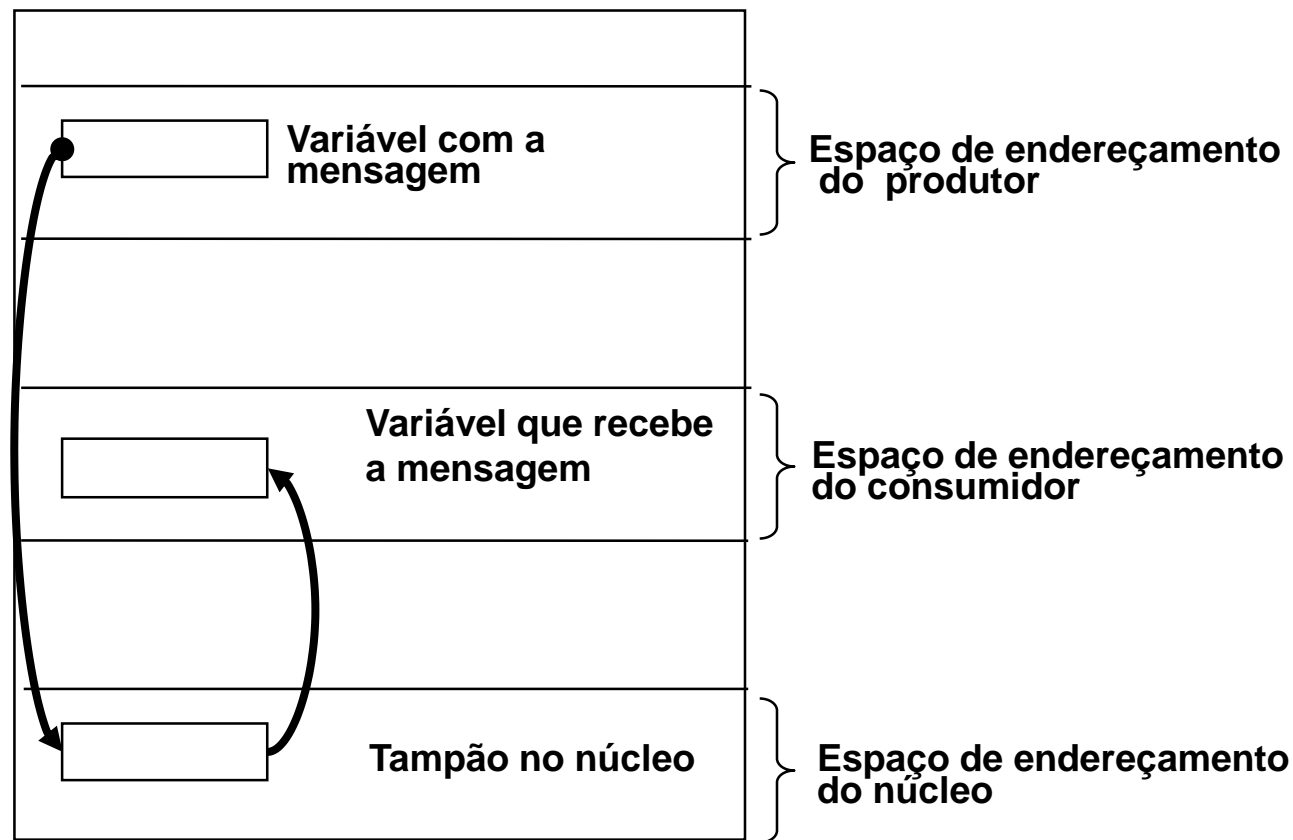 Variável com a
mensagem
Espaço de endereçamento
do produtor
Variável que recebe
a mensagem
Espaço de endereçamento
do consumidor
Tampão no núcleo
Espaço de endereçamento
do núcleo